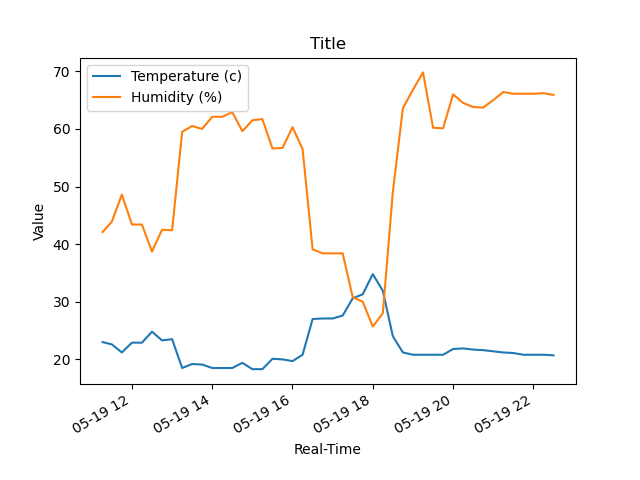 Title
70
Temperature (c)
Humidity (%)
60
50
Value
40
30
20
05-19 12
05-19 14
05-19 16
05-19 18
05-19 20
05-19 22
Real-Time